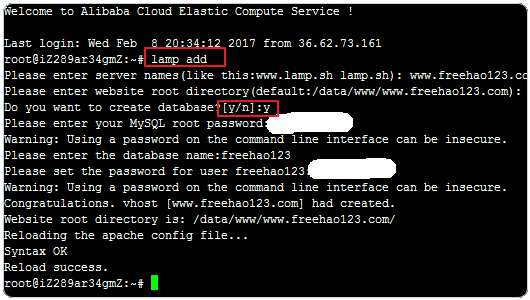 Welcome to Alibaba Cloud Elastic Compute Service !
Last login: Wed Feb  8 20:34:12 2017 from 36.62.73.161
root@iZ289ar34gmZ:~# lamp add
Please enter server names(like this:www.lamp.sh lamp.sh): www.freehao123.co
Please enter website root directory(default:/data/www/www.freehao123.com):
Do you want to create database?[y/n]:y
Please enter your MySQL root password:
Warning: Using a password on the command line interface can be insecure.
Please enter the database name:freehao123
Please set the password for user freehao123:
Warning: Using a password on the command line interface can be insecure.
Congratulations. vhost [www.freehao123.com] had created.
Website root directory is: /data/www/www.freehao123.com/
Reloading the apache config file...
Syntax OK
Reload success.
root@iZ289ar34gmZ:~#